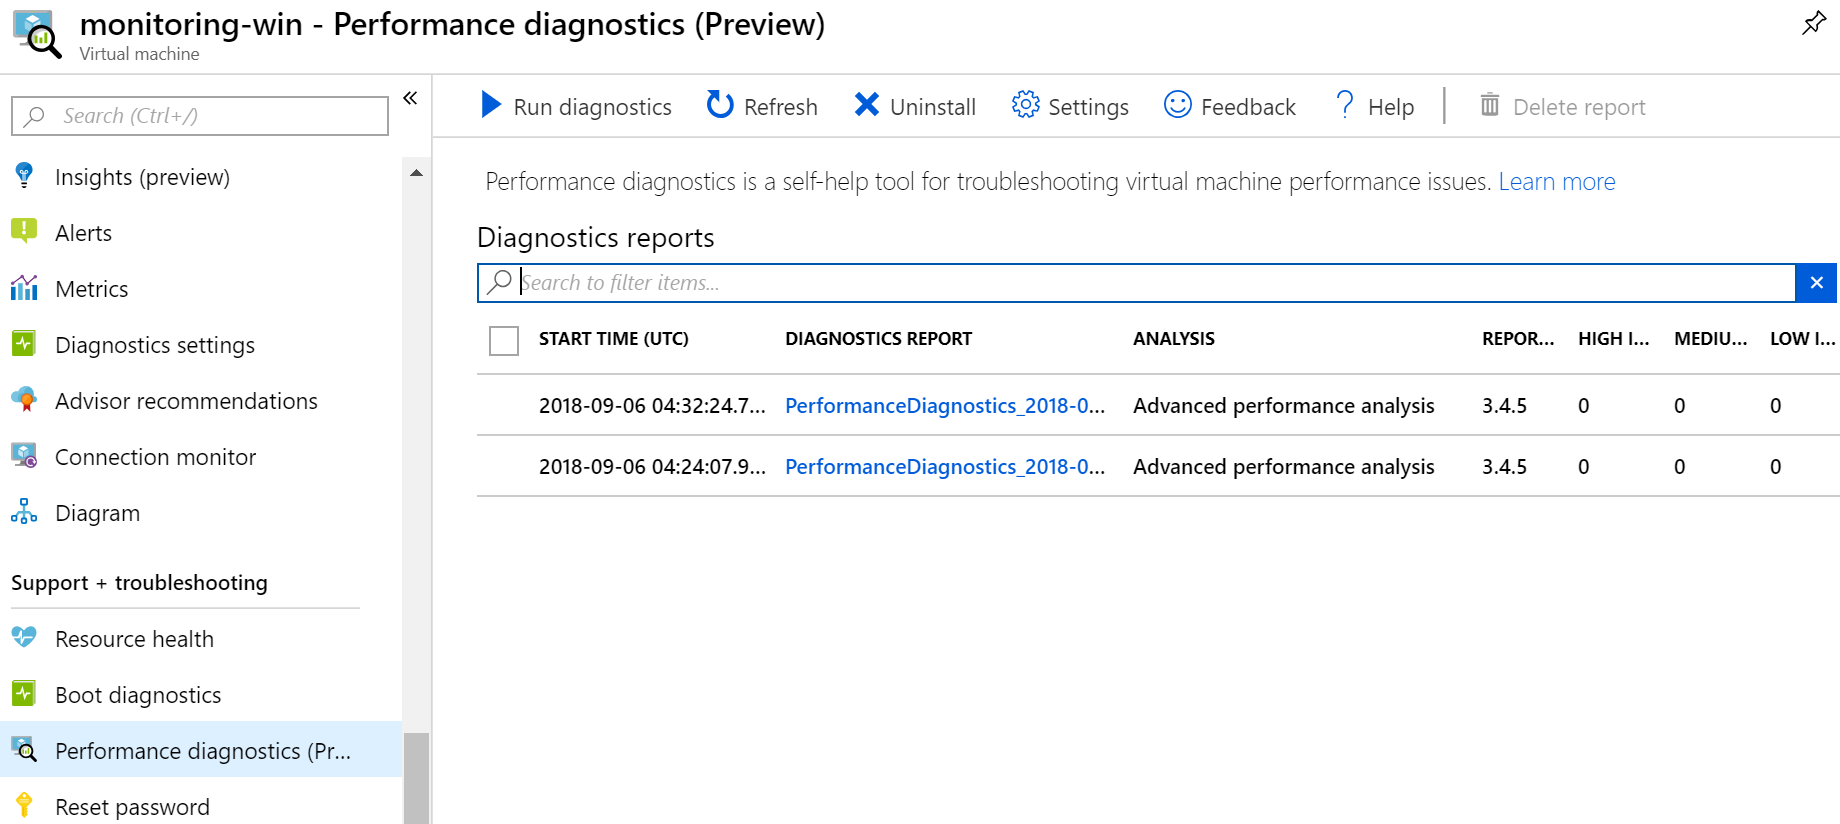 monitoring-win - Performance diagnostics (Preview)
Virtual machine
Search (Ctrl+/)
«
Insights (preview)
Alerts
Metrics
Diagnostics settings
Advisor recommendations
Connection monitor
Diagram
Support + troubleshooting
Resource health
Boot diagnostics
Performance diagnostics (Pr...
Reset password
Run diagnostics Refresh Uninstall Settings Feedback ? Help Delete report
Performance diagnostics is a self-help tool for troubleshooting virtual machine performance issues. Learn more
Diagnostics reports
Search to filter items...
START TIME (UTC) DIAGNOSTICS REPORT ANALYSIS REPOR... HIGH I... MEDIU... LOW I...
2018-09-06 04:32:24.7... PerformanceDiagnostics_2018-0... Advanced performance analysis 3.4.5 0 0 0
2018-09-06 04:24:07.9... PerformanceDiagnostics_2018-0... Advanced performance analysis 3.4.5 0 0 0